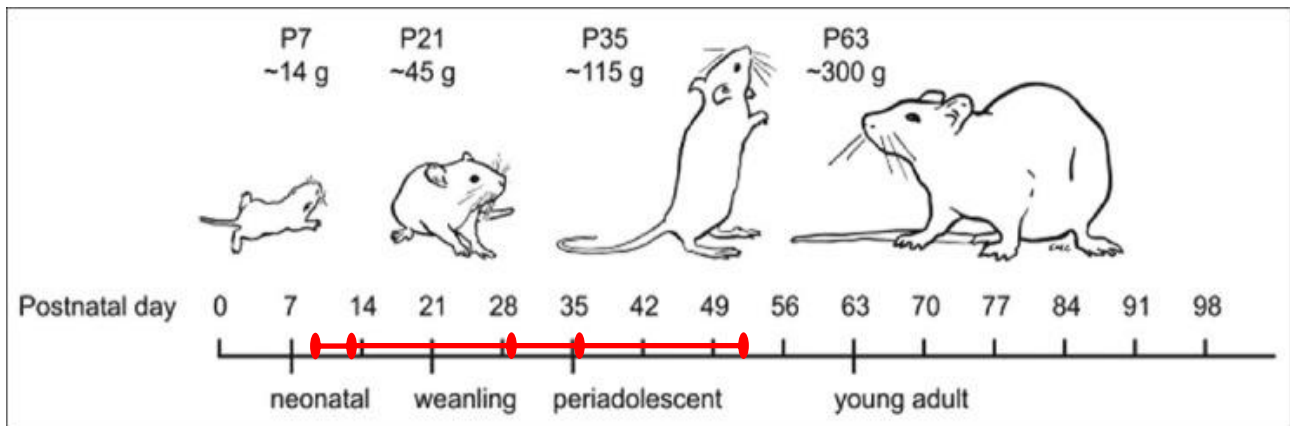 P7 P21 P35 P63
~14 g ~45 g ~115 g ~300 g
Postnatal day 0 7 14 21 28 35 42 49 56 63 70 77 84 91 98
neonatal weanling periadolescent young adult